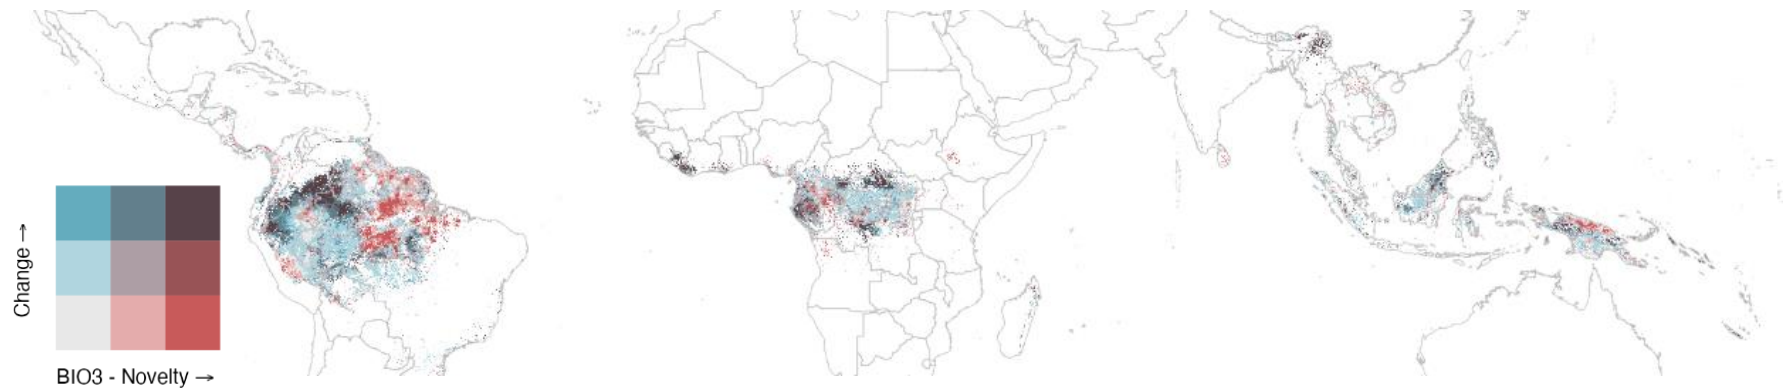 Change →
BIO3 - Novelty →